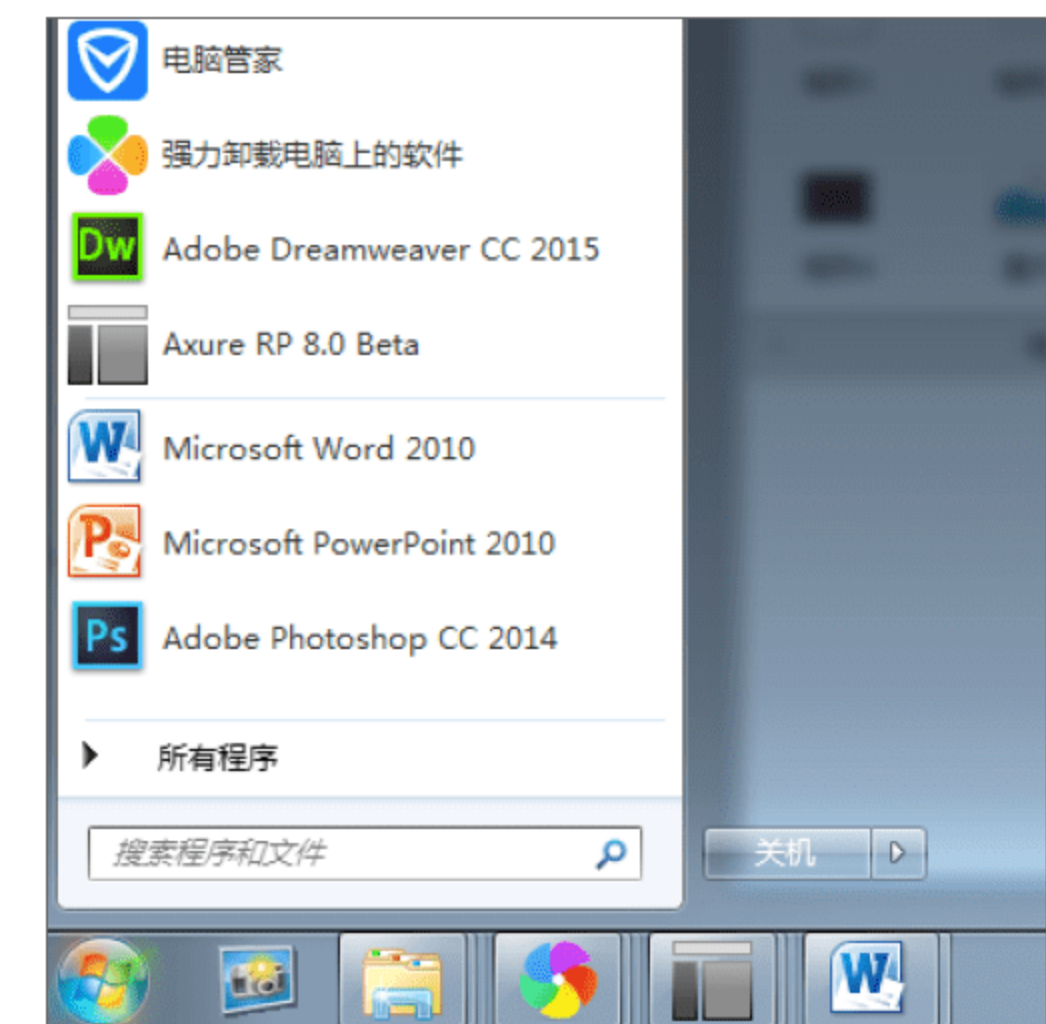 电脑管家
强力卸载电脑上的软件
Dw Adobe Dreamweaver CC 2015
Axure RP 8.0 Beta
W Microsoft Word 2010
P Microsoft PowerPoint 2010
Ps Adobe Photoshop CC 2014
所有程序
搜索程序和文件
关机
W